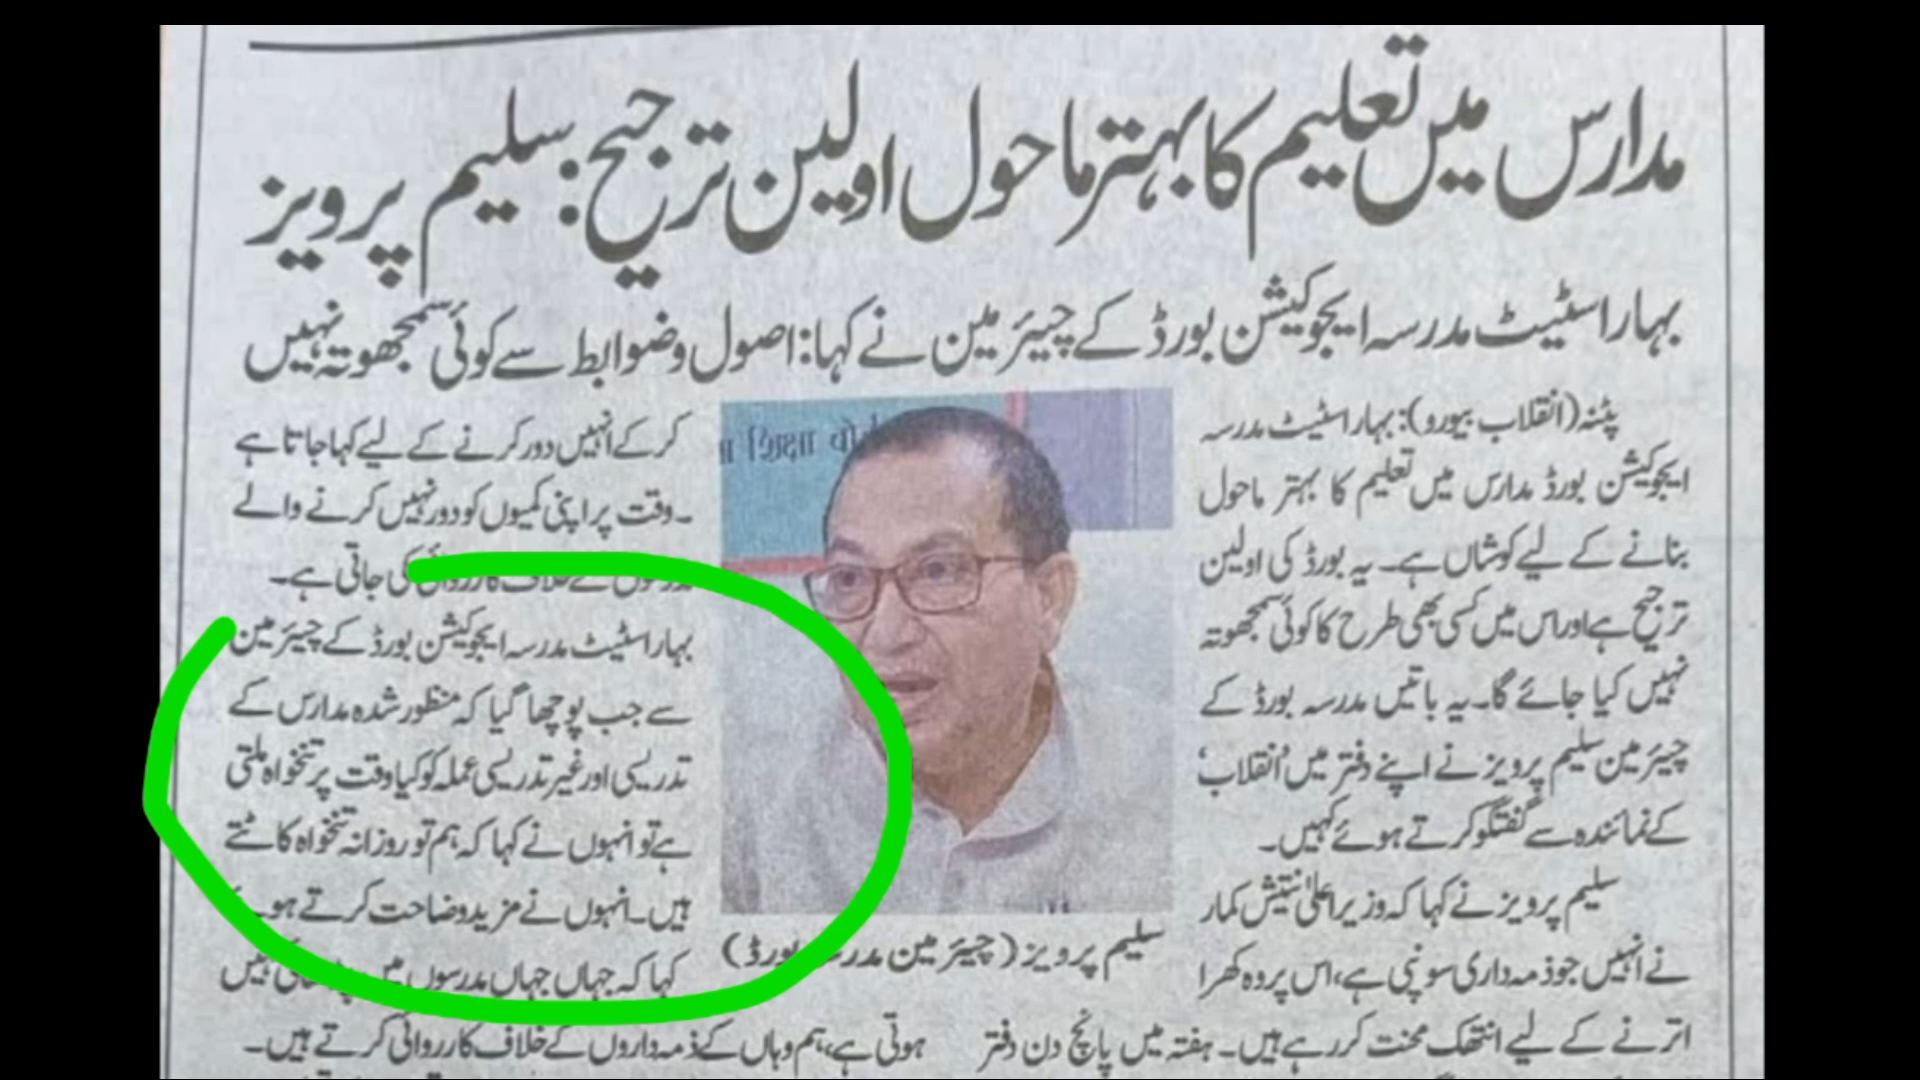 مدارس میں تعلیم کا بہتر ماحول اولین ترجیح: سلیم پرویز
بہار اسٹیٹ مدرسہ ایجوکیشن بورڈ کے چیئرمین نے کہا: اصول و ضوابط سے کوئی سمجھوتہ نہیں
پٹنہ (انقلاب بیورو): بہار اسٹیٹ مدرسہ
ایجوکیشن بورڈ مدارس میں تعلیم کا بہتر ماحول
بنانے کے لیے کوشاں ہے۔ یہ بورڈ کی اولین
ترجیح ہے اور اس میں کسی بھی طرح کا کوئی سمجھوتہ
نہیں کیا جائے گا۔ یہ باتیں مدرسہ بورڈ کے
چیئرمین سلیم پرویز نے اپنے دفتر میں 'انقلاب'
کے نمائندہ سے گفتگو کرتے ہوئے کہیں۔
سلیم پرویز نے کہا کہ وزیر اعلیٰ نتیش کمار
نے انہیں جو ذمہ داری سونپی ہے، اس پر وہ کھرا
اترنے کے لیے انتھک محنت کر رہے ہیں۔ ہفتہ میں پانچ دن دفتر
शिक्षा
سلیم پرویز (چیئرمین مدرسہ بورڈ)
کر کے انہیں دور کرنے کے لیے کہا جاتا ہے
۔ وقت پر اپنی کمیوں کو دور نہیں کرنے والے
مدرسوں کے خلاف کارروائی کی جاتی ہے۔
بہار اسٹیٹ مدرسہ ایجوکیشن بورڈ کے چیئرمین
سے جب پوچھا گیا کہ منظور شدہ مدارس کے
تدریسی اور غیر تدریسی عملہ کو کیا وقت پر تنخواہ ملتی
ہے تو انہوں نے کہا کہ ہم تو روزانہ تنخواہ کاٹتے
ہیں۔ انہوں نے مزید وضاحت کرتے ہوئے
کہا کہ جہاں جہاں مدرسوں میں پڑھائی نہیں
ہوتی ہے، ہم وہاں کے ذمہ داروں کے خلاف کارروائی کرتے ہیں۔